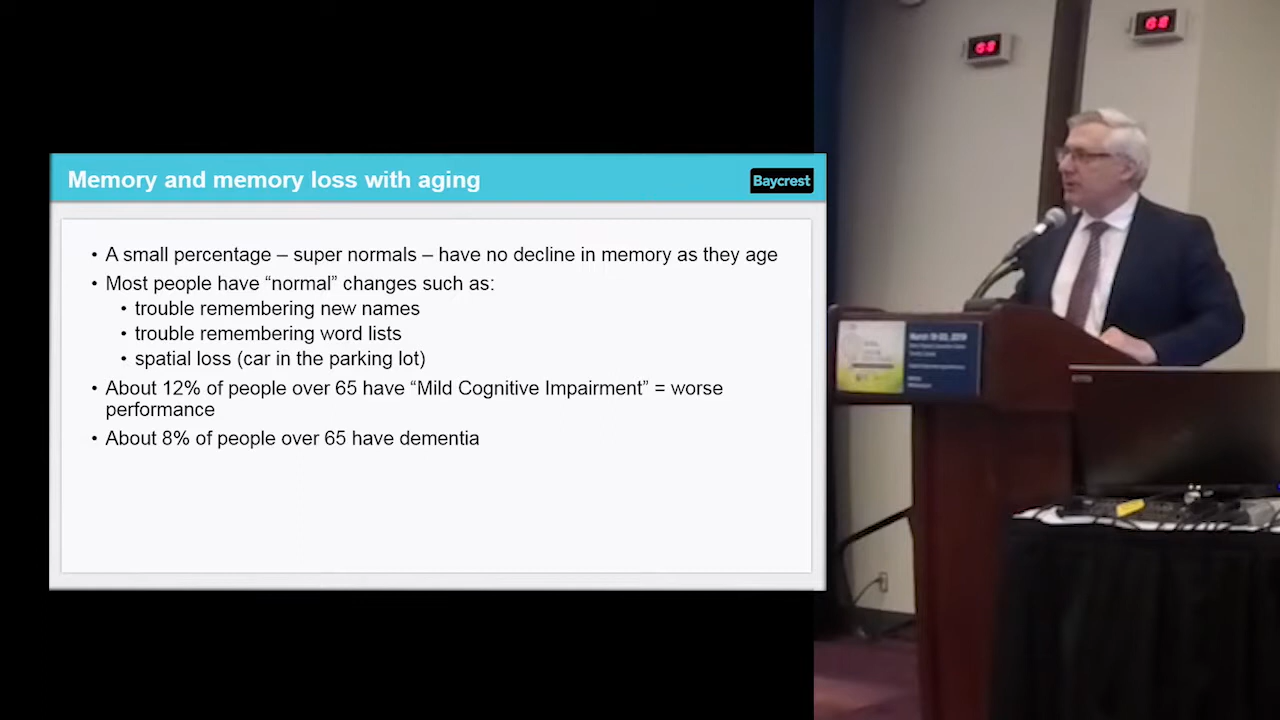 Memory and memory loss with aging
Baycrest
• A small percentage – super normals – have no decline in memory as they age
• Most people have “normal” changes such as:
• trouble remembering new names
• trouble remembering word lists
• spatial loss (car in the parking lot)
• About 12% of people over 65 have “Mild Cognitive Impairment” = worse
performance
• About 8% of people over 65 have dementia